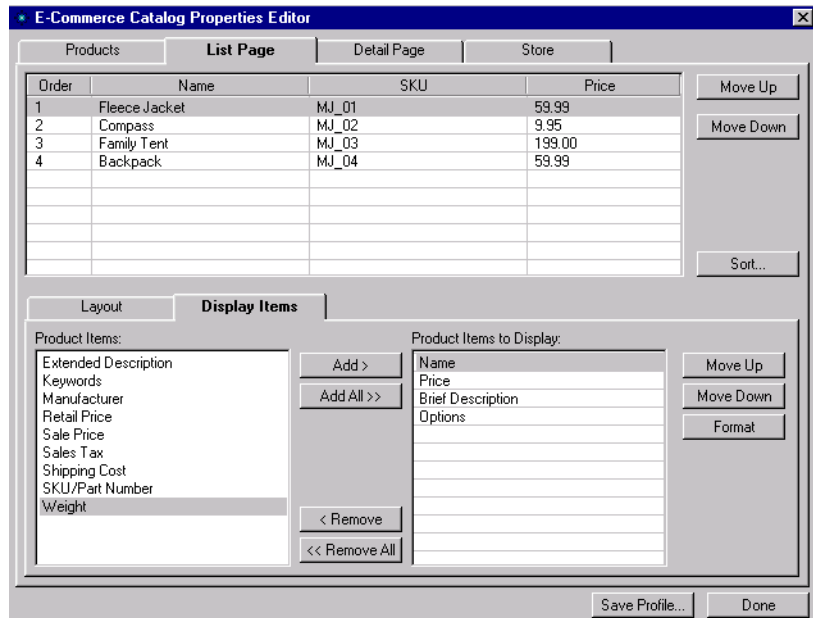 E-Commerce Catalog Properties Editor
Products List Page Detail Page Store
Order Name SKU Price
1 Fleece Jacket MJ_01 59.99
2 Compass MJ_02 9.95
3 Family Tent MJ_03 199.00
4 Backpack MJ_04 59.99
Move Up
Move Down
Sort...
Layout Display Items
Product Items:
Extended Description
Keywords
Manufacturer
Retail Price
Sale Price
Sales Tax
Shipping Cost
SKU/Part Number
Weight
Add >
Add All >>
< Remove
<< Remove All
Product Items to Display:
Name
Price
Brief Description
Options
Move Up
Move Down
Format
Save Profile... Done